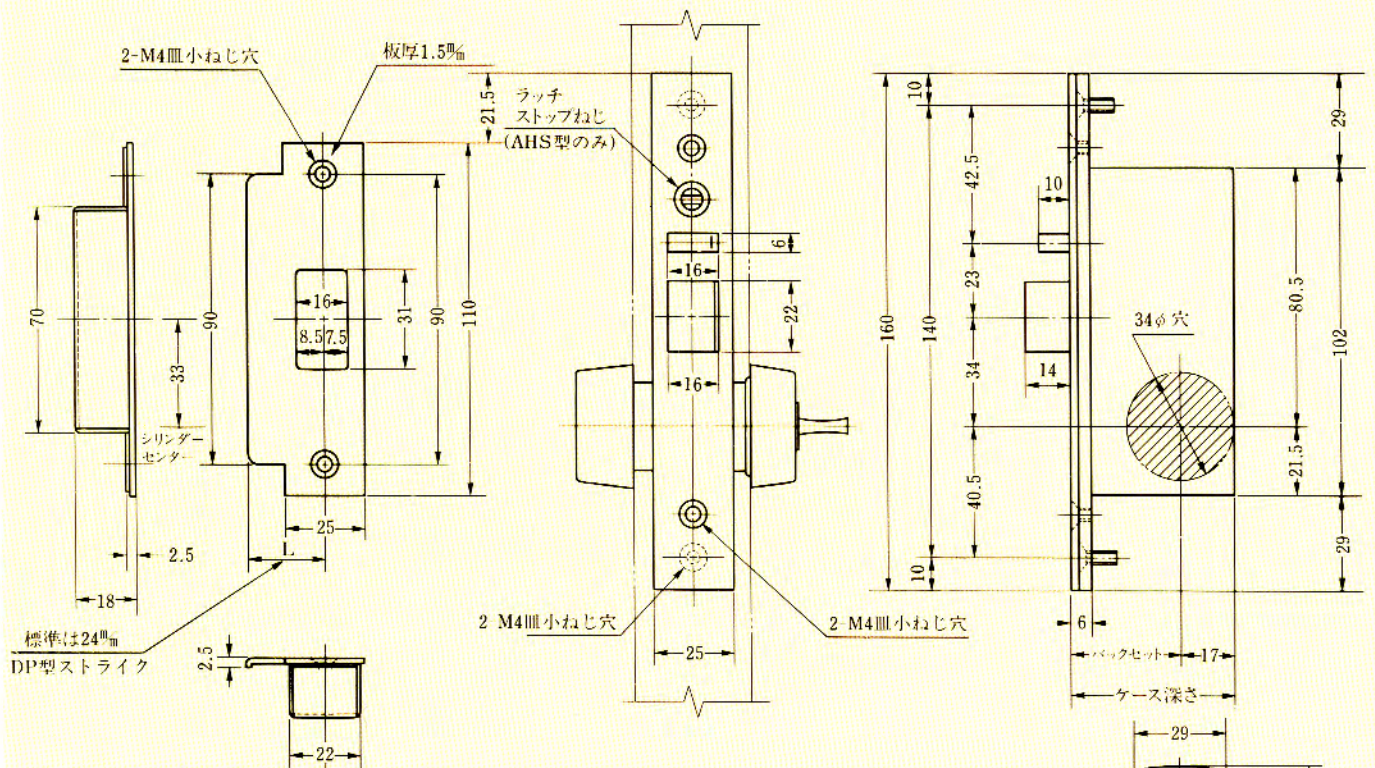 2-M4皿小ねじ穴
板厚1.5㎜
70
33
シリンダー
センター
2.5
18
標準は24㎜
DP型ストライク
90
16
8.5
7.5
31
90
110
25
L
2.5
22
21.5
ラッチ
ストップねじ
(AHS型のみ)
6
16
22
16
2-M4皿小ねじ穴
2-M4皿小ねじ穴
25
160
10
140
10
42.5
23
34
40.5
10
14
34φ穴
29
80.5
102
21.5
29
6
バックセット
17
ケース深さ
29